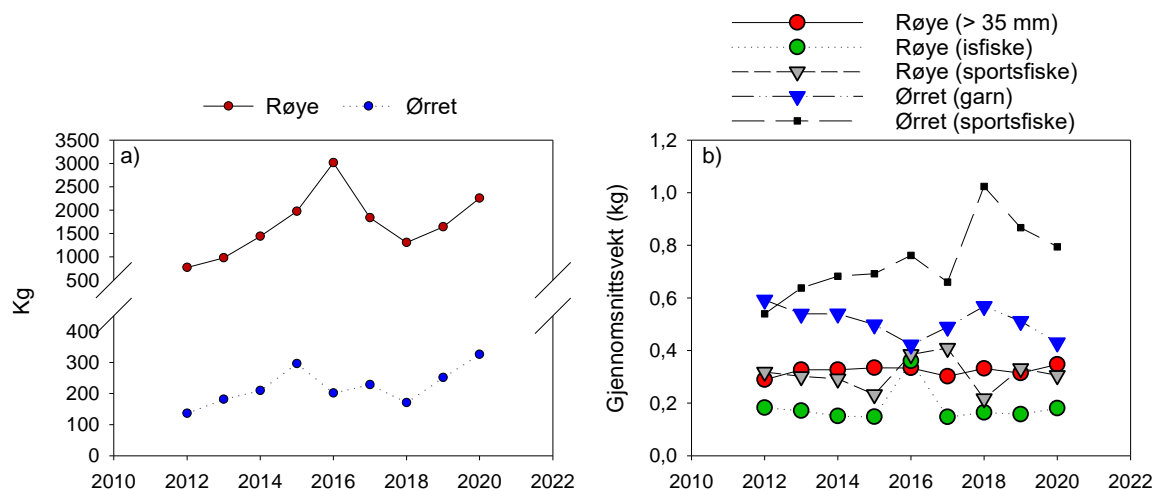 Røye Ørret
a)
3500
3000
2500
2000
1500
1000
500
400
300
200
100
0
Kg
2010 2012 2014 2016 2018 2020 2022
Røye (> 35 mm)
Røye (isfiske)
Røye (sportsfiske)
Ørret (garn)
Ørret (sportsfiske)
b)
1,2
1,0
0,8
0,6
0,4
0,2
0,0
Gjennomsnittsvekt (kg)
2010 2012 2014 2016 2018 2020 2022